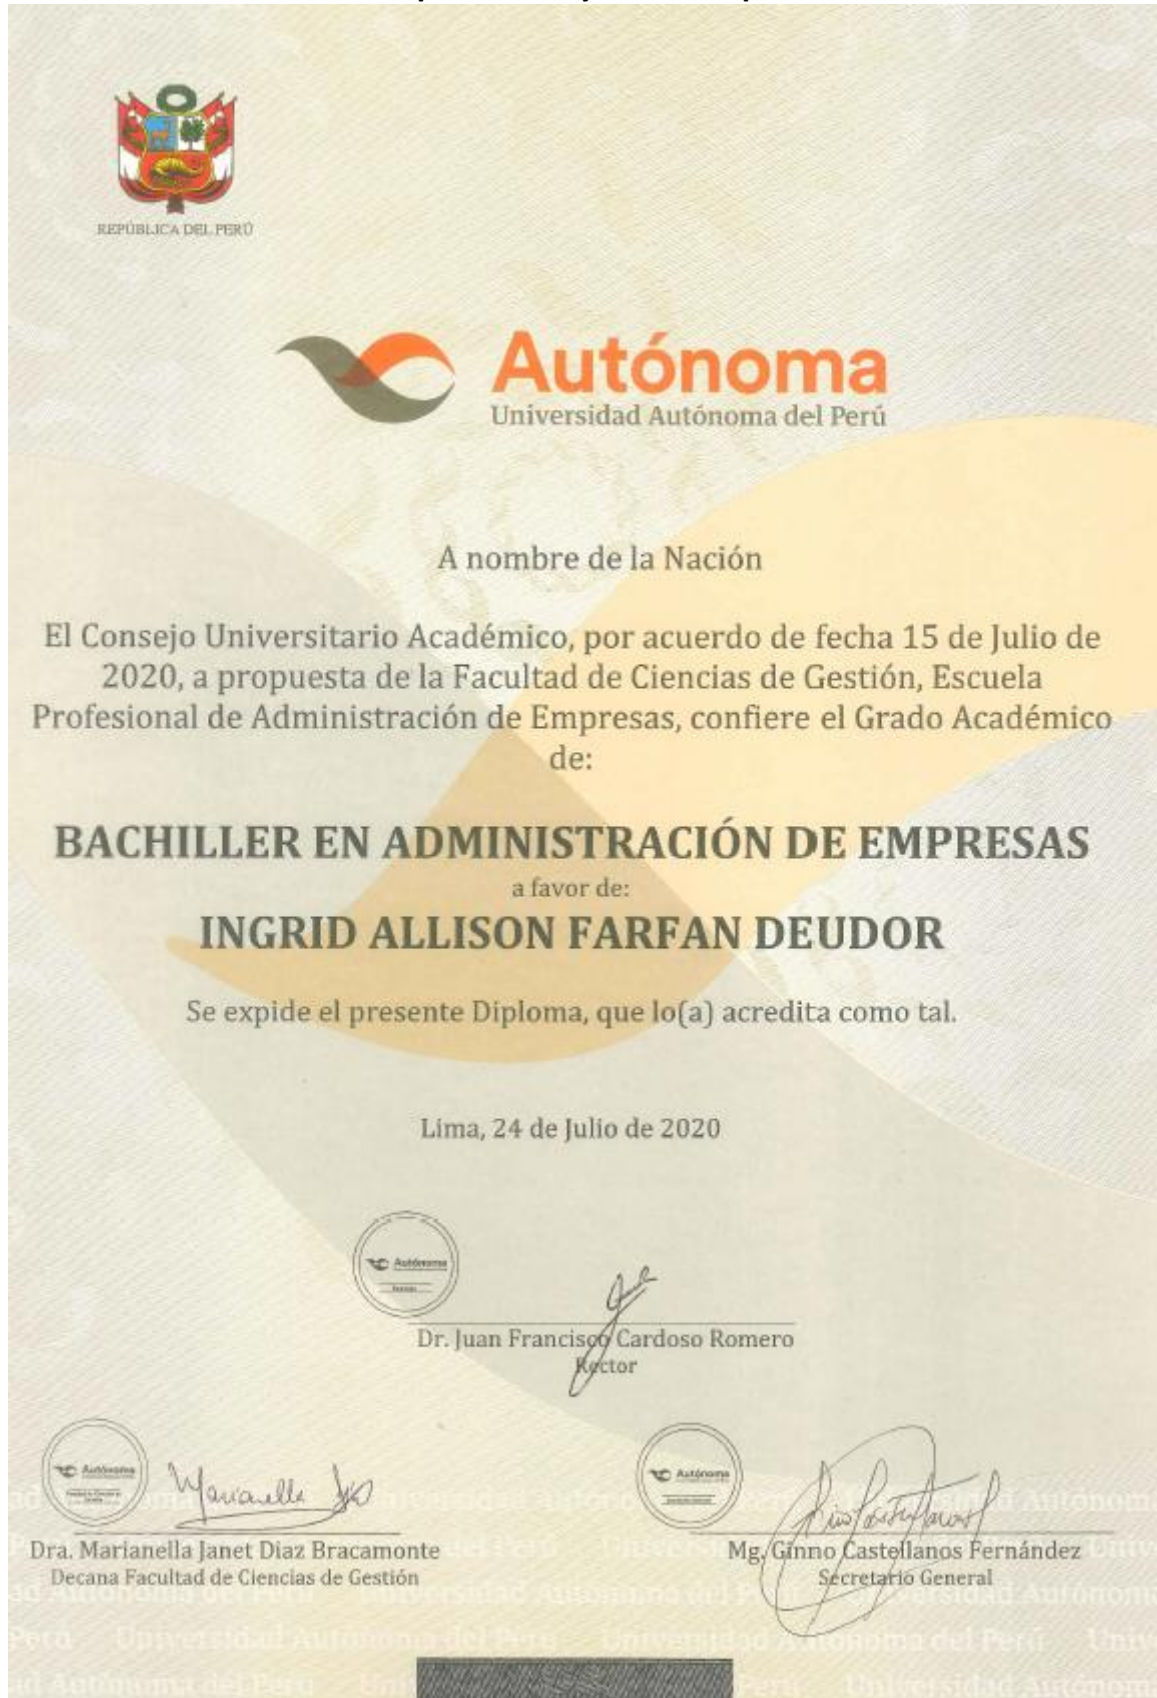 REPÚBLICA DEL PERÚ
Autónoma
Universidad Autónoma del Perú
A nombre de la Nación
El Consejo Universitario Académico, por acuerdo de fecha 15 de Julio de
2020, a propuesta de la Facultad de Ciencias de Gestión, Escuela
Profesional de Administración de Empresas, confiere el Grado Académico
de:
BACHILLER EN ADMINISTRACIÓN DE EMPRESAS
a favor de:
INGRID ALLISON FARFAN DEUDOR
Se expide el presente Diploma, que lo(a) acredita como tal.
Lima, 24 de Julio de 2020
Autónoma
Dr. Juan Francisco Cardoso Romero
Rector
Autónoma
Marianella
Dra. Marianella Janet Diaz Bracamonte
Decana Facultad de Ciencias de Gestión
Autónoma
Mg. Ginno Castellanos Fernández
Secretario General